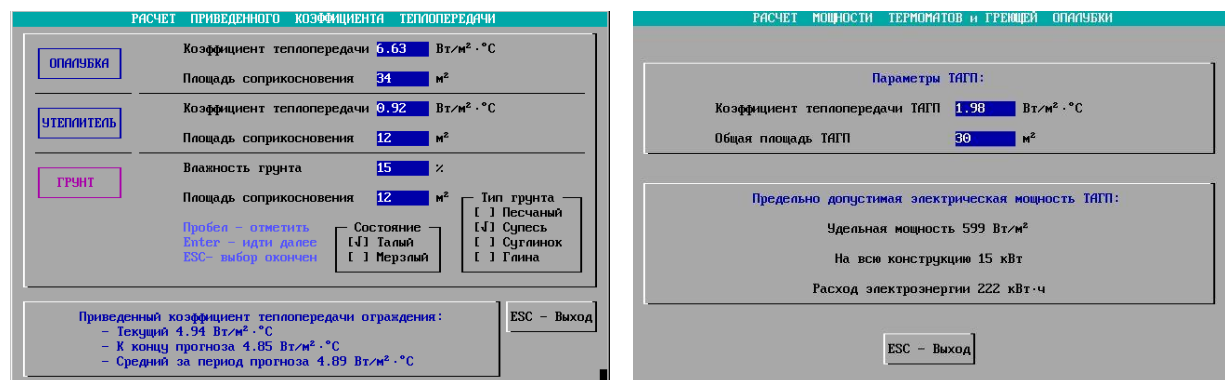 РАСЧЕТ ПРИВЕДЕННОГО КОЭФФИЦИЕНТА ТЕПЛОПЕРЕДАЧИ
ОПАЛУБКА
Коэффициент теплопередачи 6.63 Вт/м²·°С
Площадь соприкосновения 34 м²
УТЕПЛИТЕЛЬ
Коэффициент теплопередачи 0.92 Вт/м²·°С
Площадь соприкосновения 12 м²
ГРУНТ
Влажность грунта 15 %
Площадь соприкосновения 12 м²
Тип грунта
[ ] Песчаный
[√] Супесь
[ ] Суглинок
[ ] Глина
Состояние
[√] Талый
[ ] Мерзлый
Пробел - отметить
Enter - идти далее
ESC- выбор окончен
Приведенный коэффициент теплопередачи ограждения:
- Текущий 4.94 Вт/м²·°С
- К концу прогноза 4.85 Вт/м²·°С
- Средний за период прогноза 4.89 Вт/м²·°С
ESC - Выход
РАСЧЕТ МОЩНОСТИ ТЕРМОМАТОВ и ГРЕЮЩЕЙ ОПАЛУБКИ
Параметры ТАГП:
Коэффициент теплопередачи ТАГП 1.98 Вт/м²·°С
Общая площадь ТАГП 30 м²
Предельно допустимая электрическая мощность ТАГП:
Удельная мощность 599 Вт/м²
На всю конструкцию 15 кВт
Расход электроэнергии 222 кВт·ч
ESC - Выход